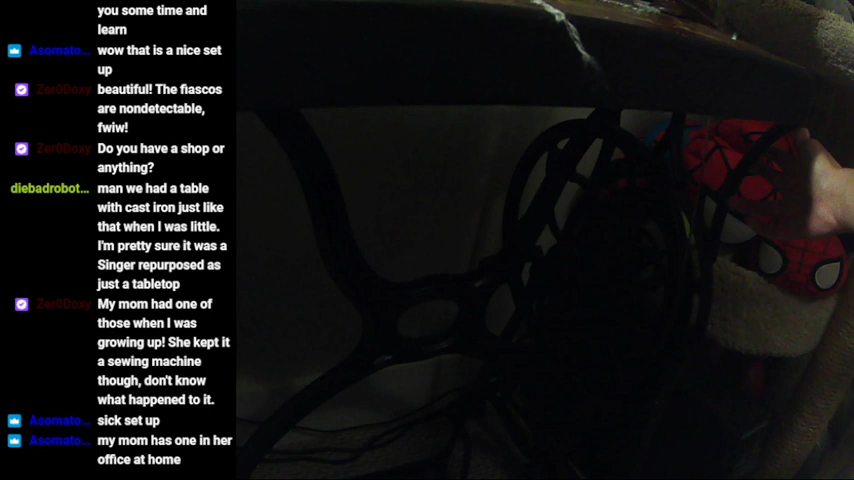 you some time and
learn
Asomato... wow that is a nice set
up
Zer0Doxy beautiful! The fiascos
are nondetectable,
fwiw!
Zer0Doxy Do you have a shop or
anything?
diebadrobot... man we had a table
with cast iron just like
that when I was little.
I'm pretty sure it was a
Singer repurposed as
just a tabletop
Zer0Doxy My mom had one of
those when I was
growing up! She kept it
a sewing machine
though, don't know
what happened to it.
Asomato... sick set up
Asomato... my mom has one in her
office at home